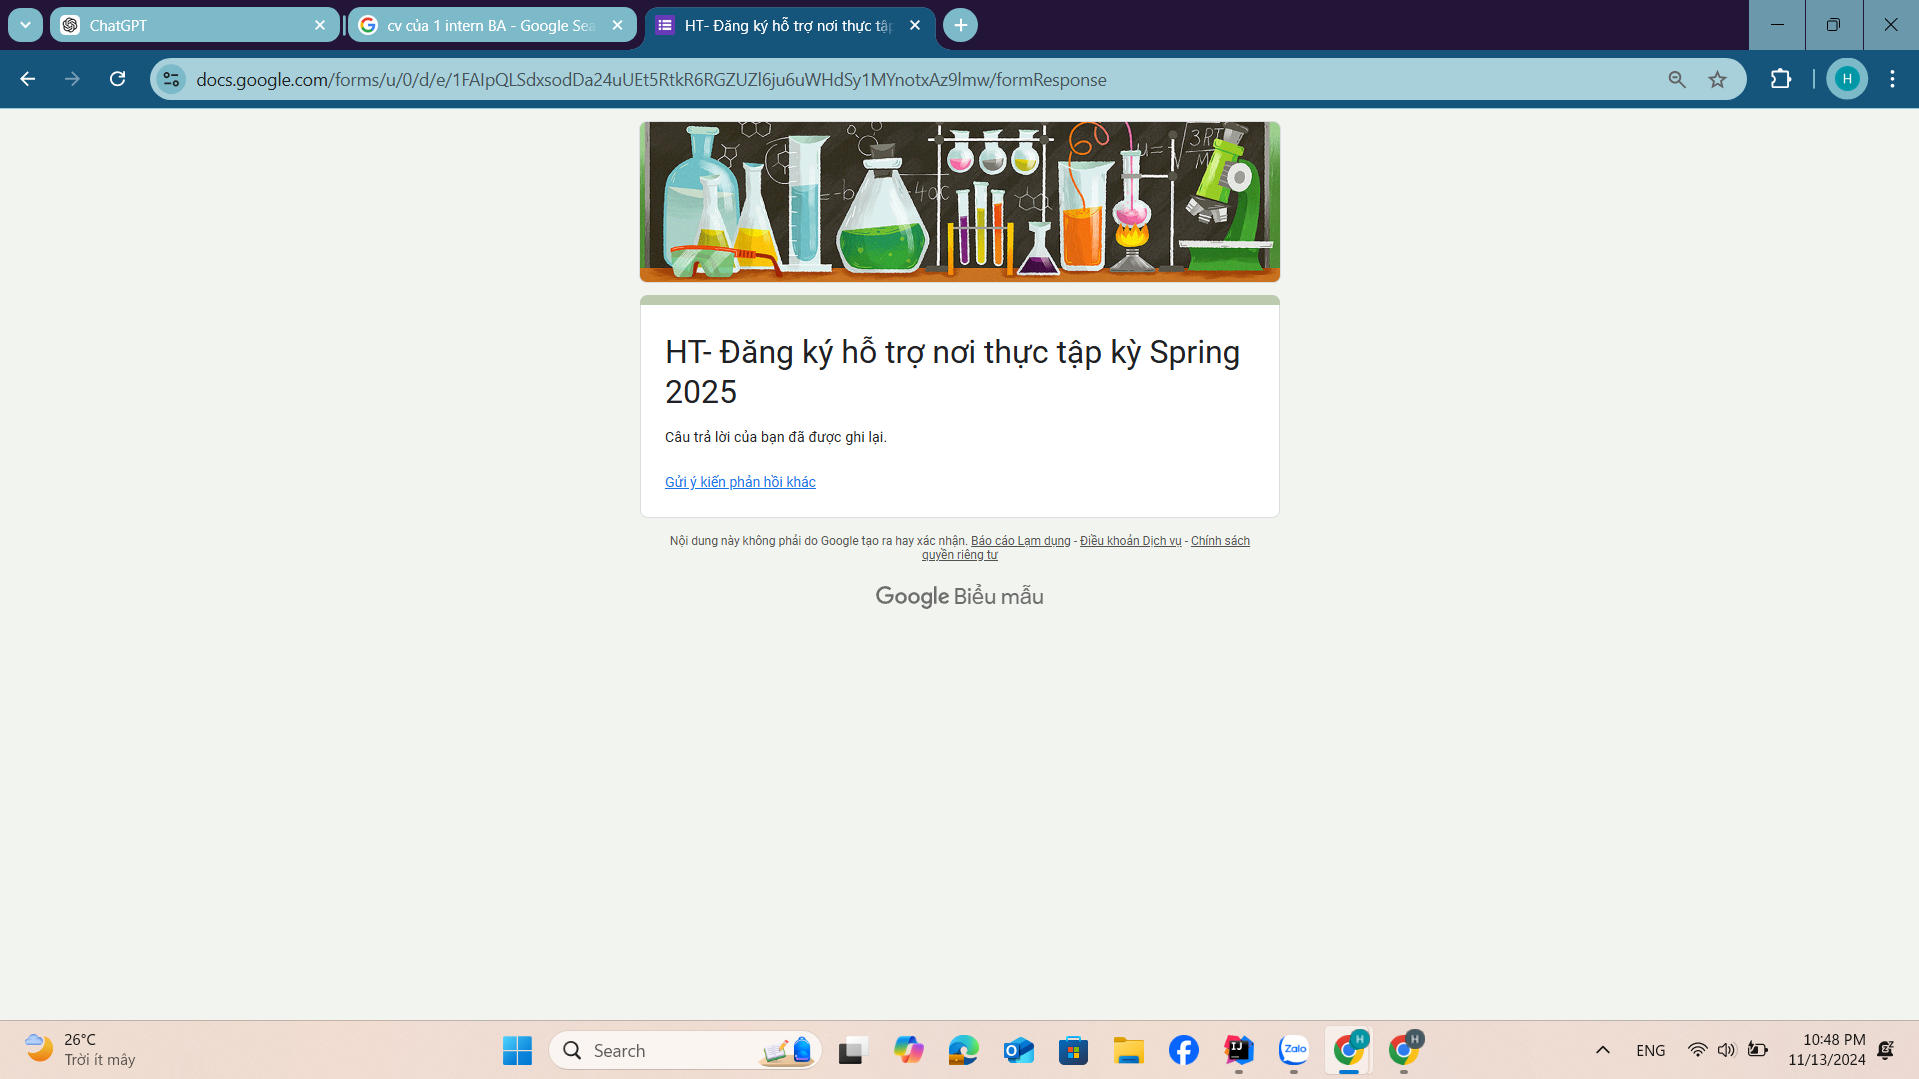 ChatGPT
cv của 1 intern BA - Google Sea
HT- Đăng ký hỗ trợ nơi thực tập
docs.google.com/forms/u/0/d/e/1FAIpQLSdxsodDa24uUEt5RtkR6RGZUZl6ju6uWHdSy1MYnotxAz9lmw/formResponse
H
HT- Đăng ký hỗ trợ nơi thực tập kỳ Spring
2025
Câu trả lời của bạn đã được ghi lại.
Gửi ý kiến phản hồi khác
Nội dung này không phải do Google tạo ra hay xác nhận. Báo cáo Lạm dụng - Điều khoản Dịch vụ - Chính sách
quyền riêng tư
Google Biểu mẫu
26°C
Trời ít mây
Search
Zalo
H
H
ENG
10:48 PM
11/13/2024